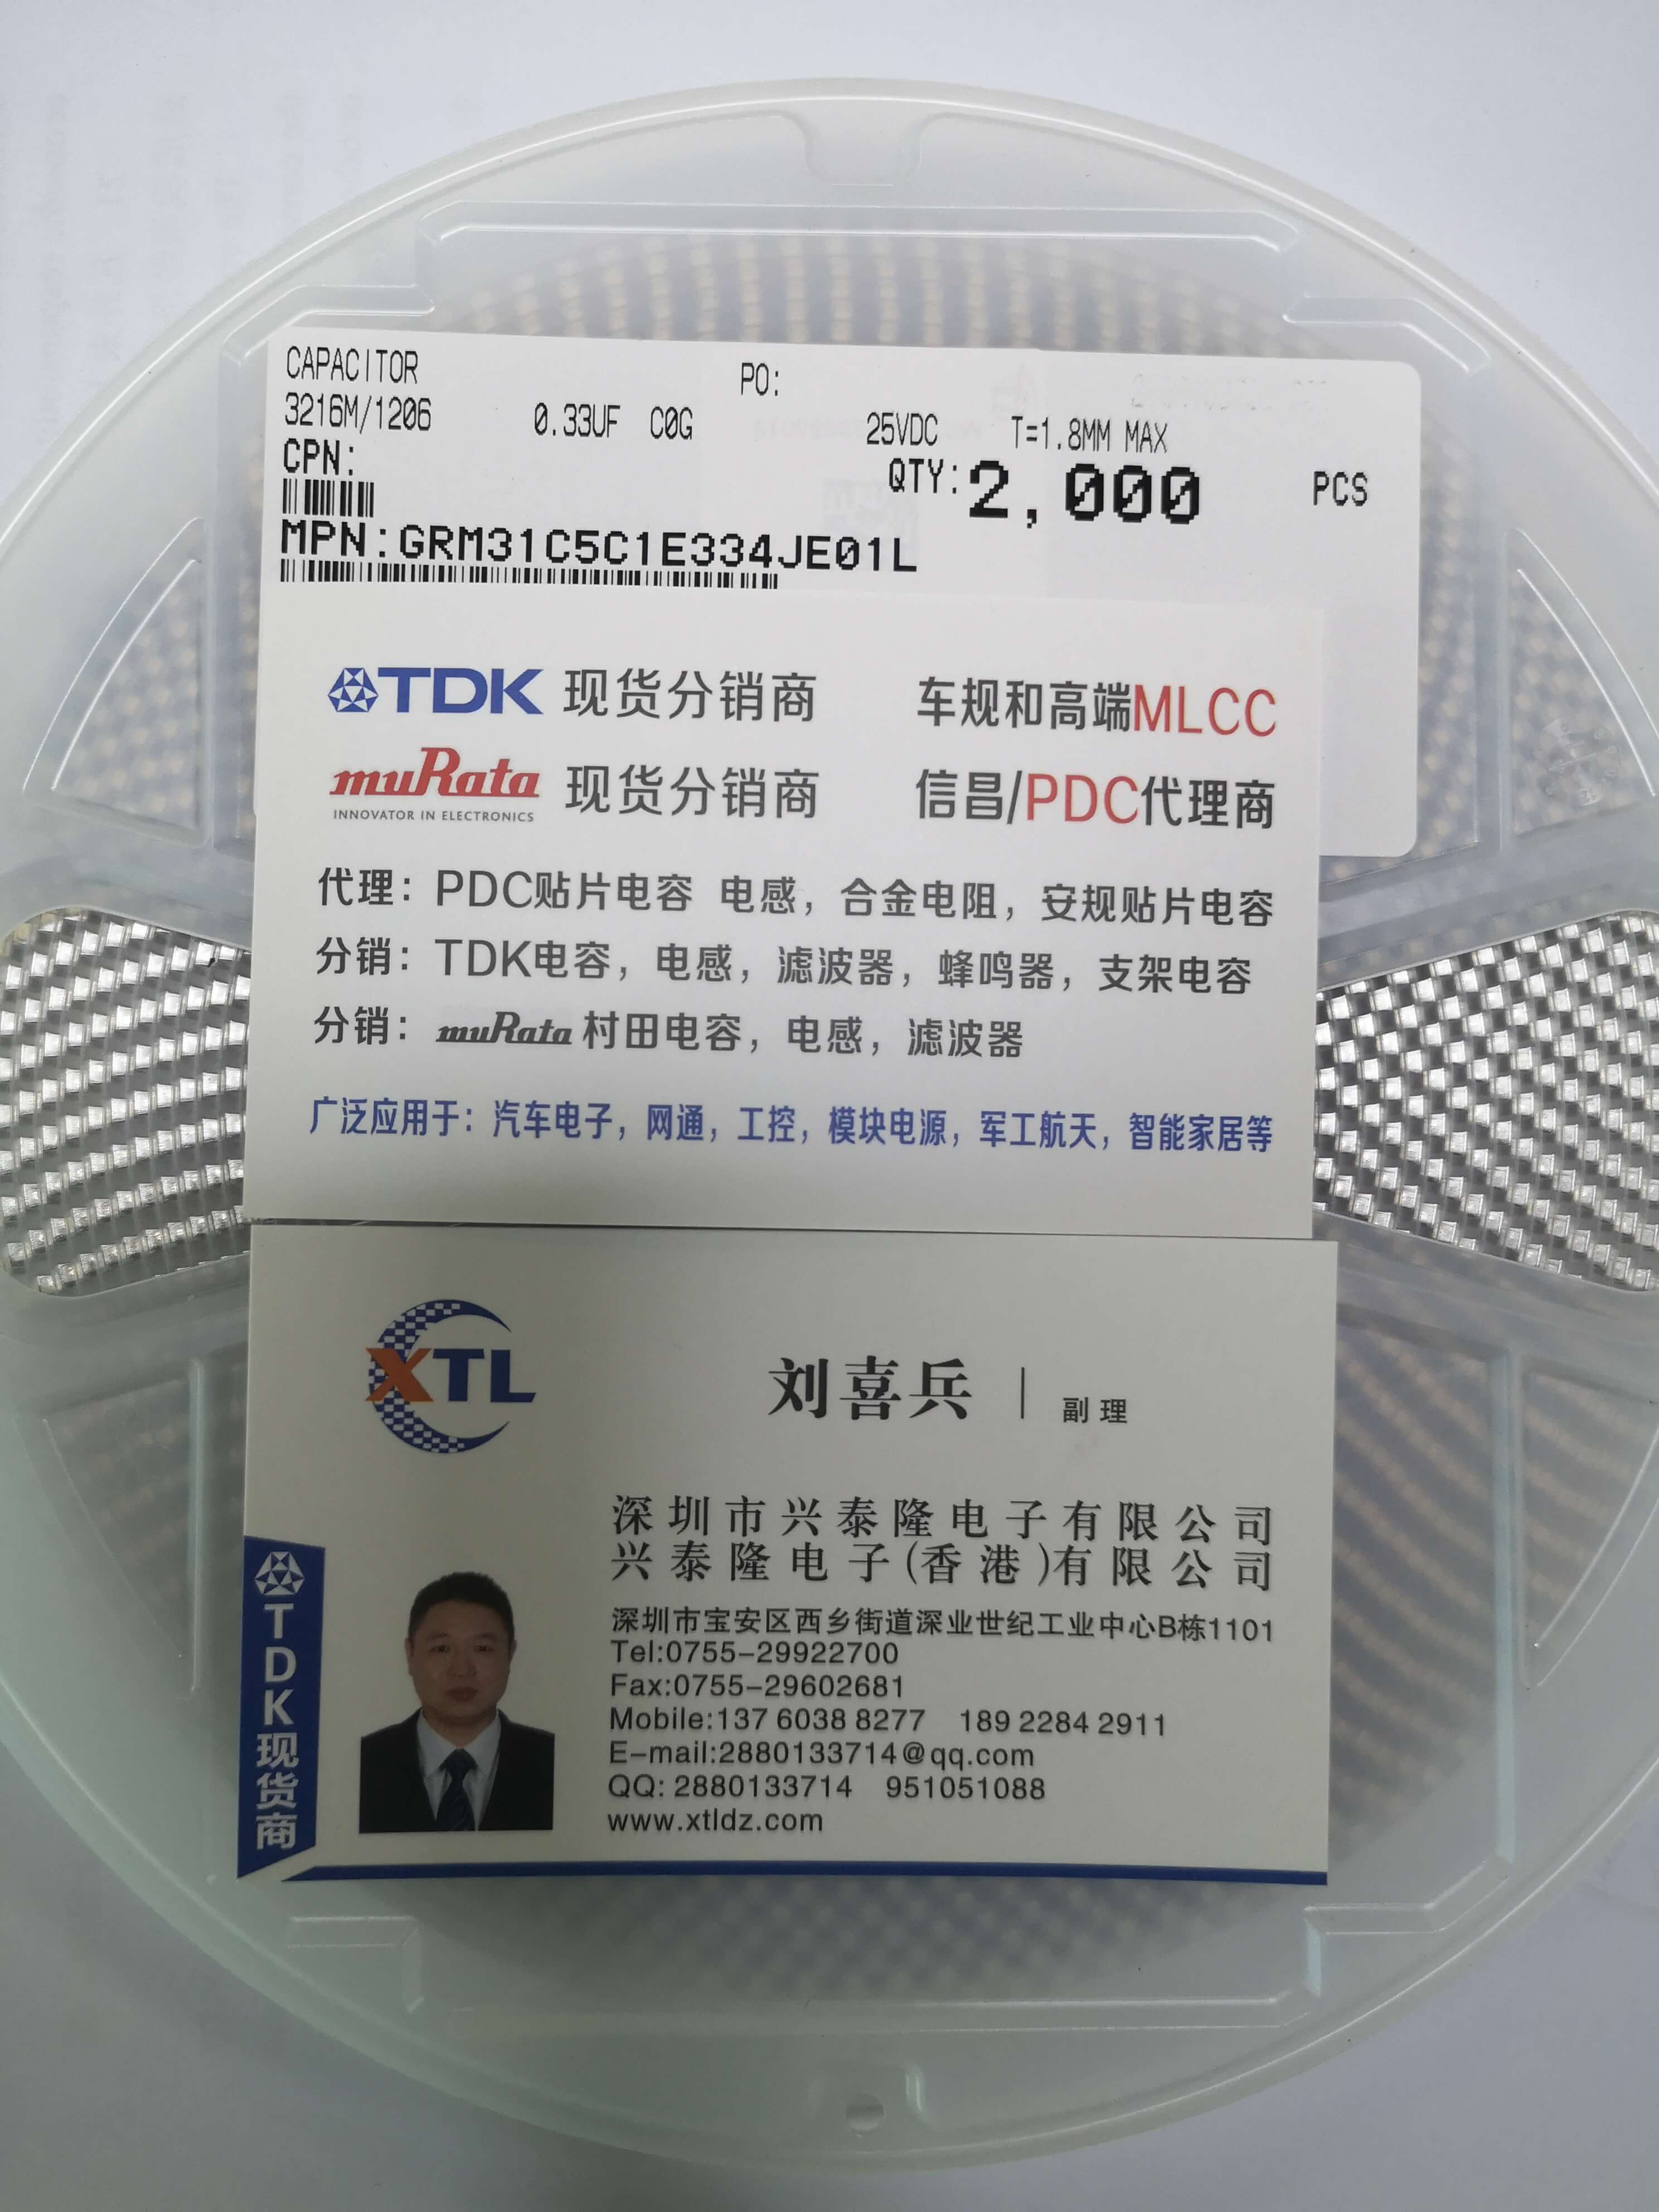 CAPACITOR PO:
3216M/1206 0.33UF C0G 25VDC T=1.8MM MAX
CPN: QTY:2,000 PCS
MPN:GRM31C5C1E334JE01L
TDK 现货分销商 车规和高端MLCC
muRata 现货分销商 信昌/PDC代理商
INNOVATOR IN ELECTRONICS
代理：PDC贴片电容 电感，合金电阻，安规贴片电容
分销：TDK电容，电感，滤波器，蜂鸣器，支架电容
分销：muRata村田电容，电感，滤波器
广泛应用于：汽车电子，网通，工控，模块电源，军工航天，智能家居等
XTL
刘喜兵 | 副理
深圳市兴泰隆电子有限公司
兴泰隆电子(香港)有限公司
深圳市宝安区西乡街道深业世纪工业中心B栋1101
Tel:0755-29922700
Fax:0755-29602681
Mobile:137 6038 8277 189 2284 2911
E-mail:2880133714@qq.com
QQ: 2880133714 951051088
www.xtldz.com
TDK现货商